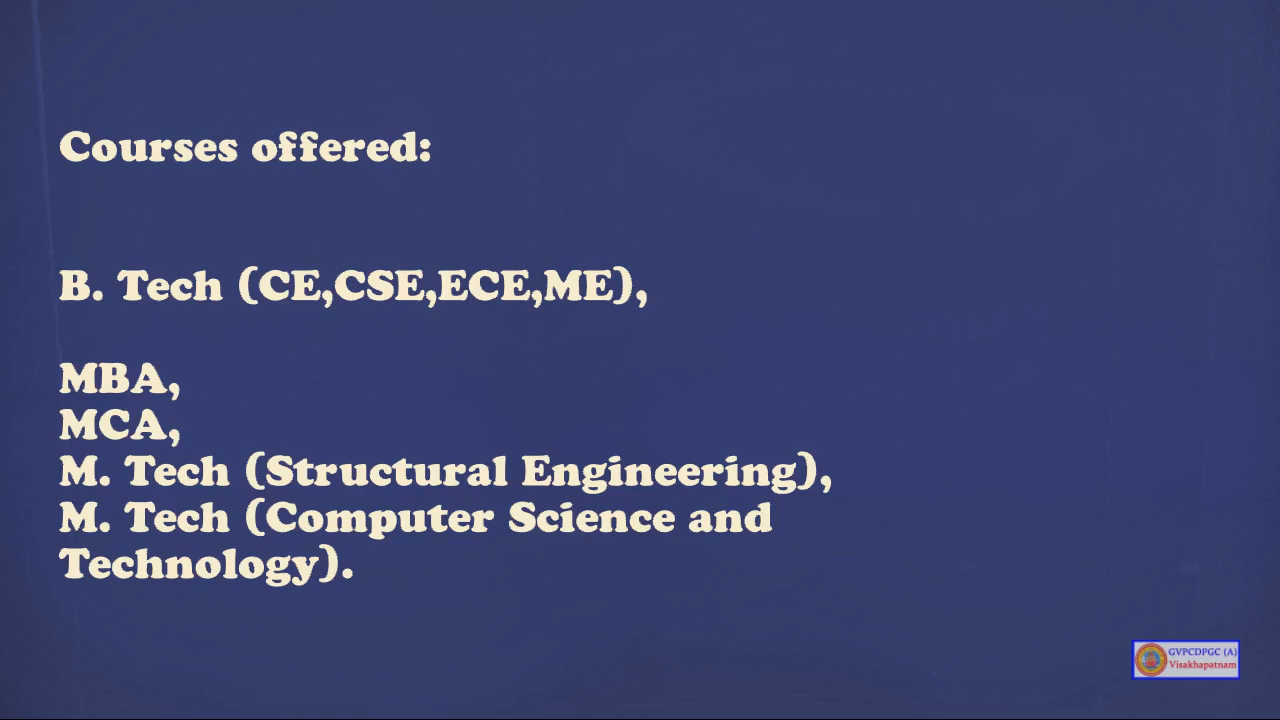 Courses offered:
B. Tech (CE,CSE,ECE,ME),
MBA,
MCA,
M. Tech (Structural Engineering),
M. Tech (Computer Science and
Technology).
GVPCDPGC (A)
Visakhapatnam